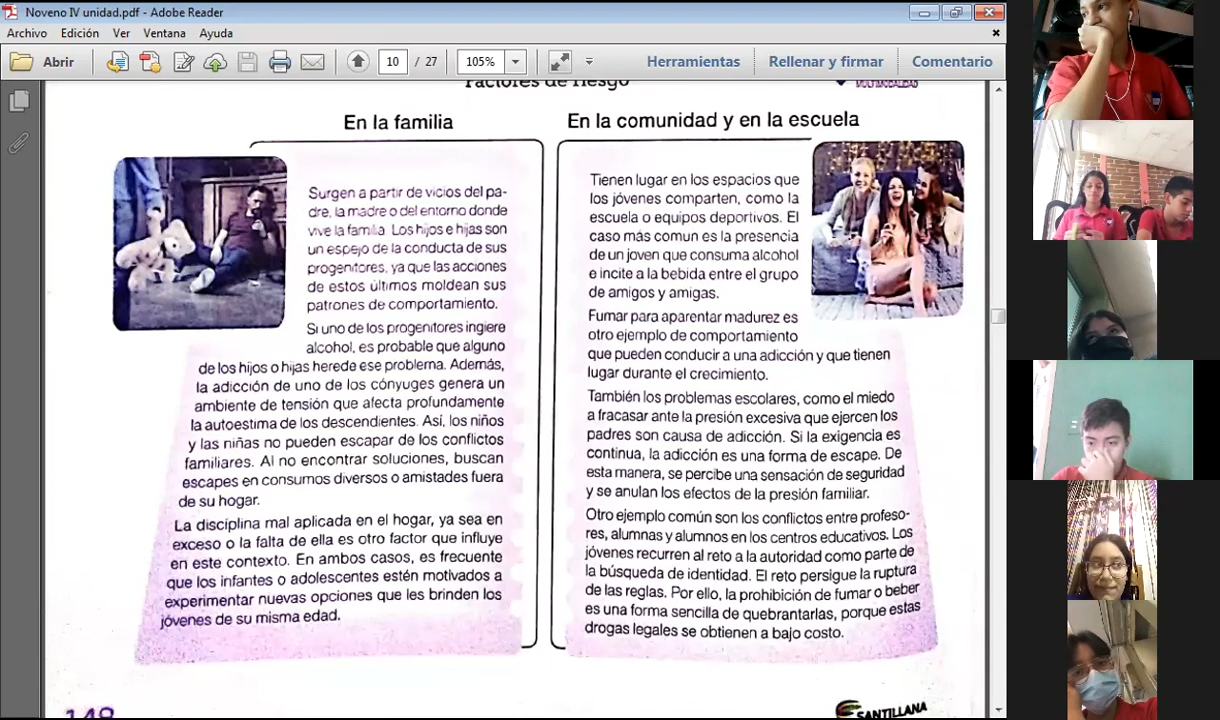 Noveno IV unidad.pdf - Adobe Reader
Archivo Edición Ver Ventana Ayuda
Abrir 10 / 27 105% Herramientas Rellenar y firmar Comentario
Factores de riesgo
MULTIMODALIDAD
En la familia
Surgen a partir de vicios del pa-
dre, la madre o del entorno donde
vive la familia. Los hijos e hijas son
un espejo de la conducta de sus
progenitores, ya que las acciones
de estos últimos moldean sus
patrones de comportamiento.
Si uno de los progenitores ingiere
alcohol, es probable que alguno
de los hijos o hijas herede ese problema. Además,
la adicción de uno de los cónyuges genera un
ambiente de tensión que afecta profundamente
la autoestima de los descendientes. Así, los niños
y las niñas no pueden escapar de los conflictos
familiares. Al no encontrar soluciones, buscan
escapes en consumos diversos o amistades fuera
de su hogar.
La disciplina mal aplicada en el hogar, ya sea en
exceso o la falta de ella es otro factor que influye
en este contexto. En ambos casos, es frecuente
que los infantes o adolescentes estén motivados a
experimentar nuevas opciones que les brinden los
jóvenes de su misma edad.
En la comunidad y en la escuela
Tienen lugar en los espacios que
los jóvenes comparten, como la
escuela o equipos deportivos. El
caso más comun es la presencia
de un joven que consuma alcohol
e incite a la bebida entre el grupo
de amigos y amigas.
Fumar para aparentar madurez es
otro ejemplo de comportamiento
que pueden conducir a una adicción y que tienen
lugar durante el crecimiento.
También los problemas escolares, como el miedo
a fracasar ante la presión excesiva que ejercen los
padres son causa de adicción. Si la exigencia es
continua, la adicción es una forma de escape. De
esta manera, se percibe una sensación de seguridad
y se anulan los efectos de la presión familiar.
Otro ejemplo común son los conflictos entre profeso-
res, alumnas y alumnos en los centros educativos. Los
jóvenes recurren al reto a la autoridad como parte de
la búsqueda de identidad. El reto persigue la ruptura
de las reglas. Por ello, la prohibición de fumar o beber
es una forma sencilla de quebrantarlas, porque estas
drogas legales se obtienen a bajo costo.
148
SANTILLANA